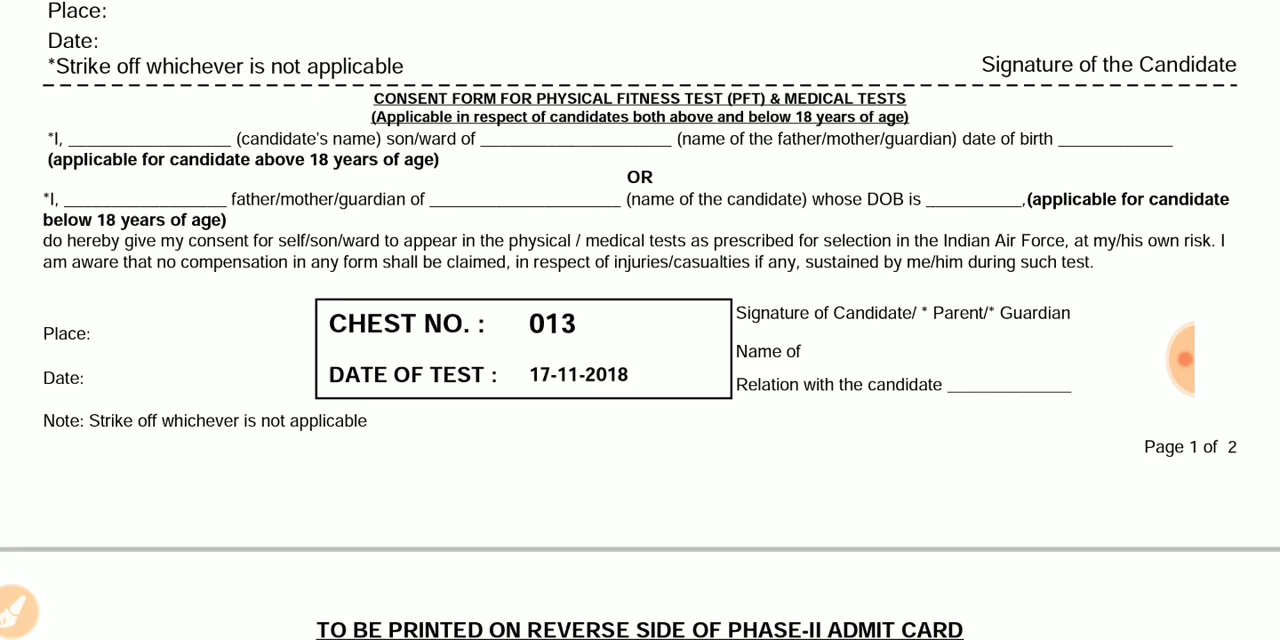 Place:
Date:
*Strike off whichever is not applicable
Signature of the Candidate
CONSENT FORM FOR PHYSICAL FITNESS TEST (PFT) & MEDICAL TESTS
(Applicable in respect of candidates both above and below 18 years of age)
*I, _________________ (candidate's name) son/ward of ____________________ (name of the father/mother/guardian) date of birth ____________
(applicable for candidate above 18 years of age)
OR
*I, _________________ father/mother/guardian of ____________________ (name of the candidate) whose DOB is __________,(applicable for candidate
below 18 years of age)
do hereby give my consent for self/son/ward to appear in the physical / medical tests as prescribed for selection in the Indian Air Force, at my/his own risk. I
am aware that no compensation in any form shall be claimed, in respect of injuries/casualties if any, sustained by me/him during such test.
Place:
Date:
CHEST NO. : 013
DATE OF TEST : 17-11-2018
Signature of Candidate/ * Parent/* Guardian
Name of
Relation with the candidate _____________
Note: Strike off whichever is not applicable
Page 1 of 2
TO BE PRINTED ON REVERSE SIDE OF PHASE-II ADMIT CARD